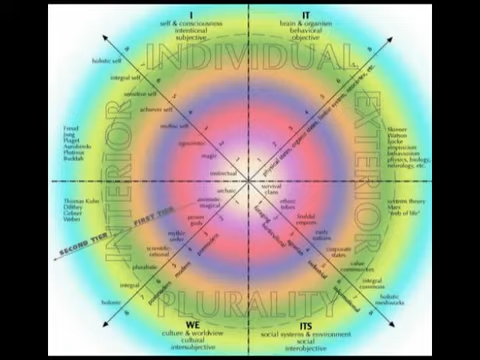 I
self & consciousness
intentional
subjective
IT
brain & organism
behavioral
objective
INDIVIDUAL
holistic self
integral self
sensitive self
achiever self
mythic self
egocentric
magic
instinctual
INTERIOR
EXTERIOR
Freud
Jung
Piaget
Aurobindo
Plotinus
Buddah
Skinner
Watson
Locke
empiricism
behaviorism
physics, biology,
neurology, etc.
archaic
animistic-
magical
power
gods
mythic
order
scientific-
rational
pluralistic
integral
holistic
survival
clans
ethnic
tribes
feudal
empires
early
nations
corporate
states
value
communities
integral
commons
holistic
meshworks
Thomas Kuhn
Dilthey
Gebser
Weber
systems theory
Marx
"web of life"
FIRST TIER
SECOND TIER
PLURALITY
WE
culture & worldview
cultural
intersubjective
ITS
social systems & environment
social
interobjective